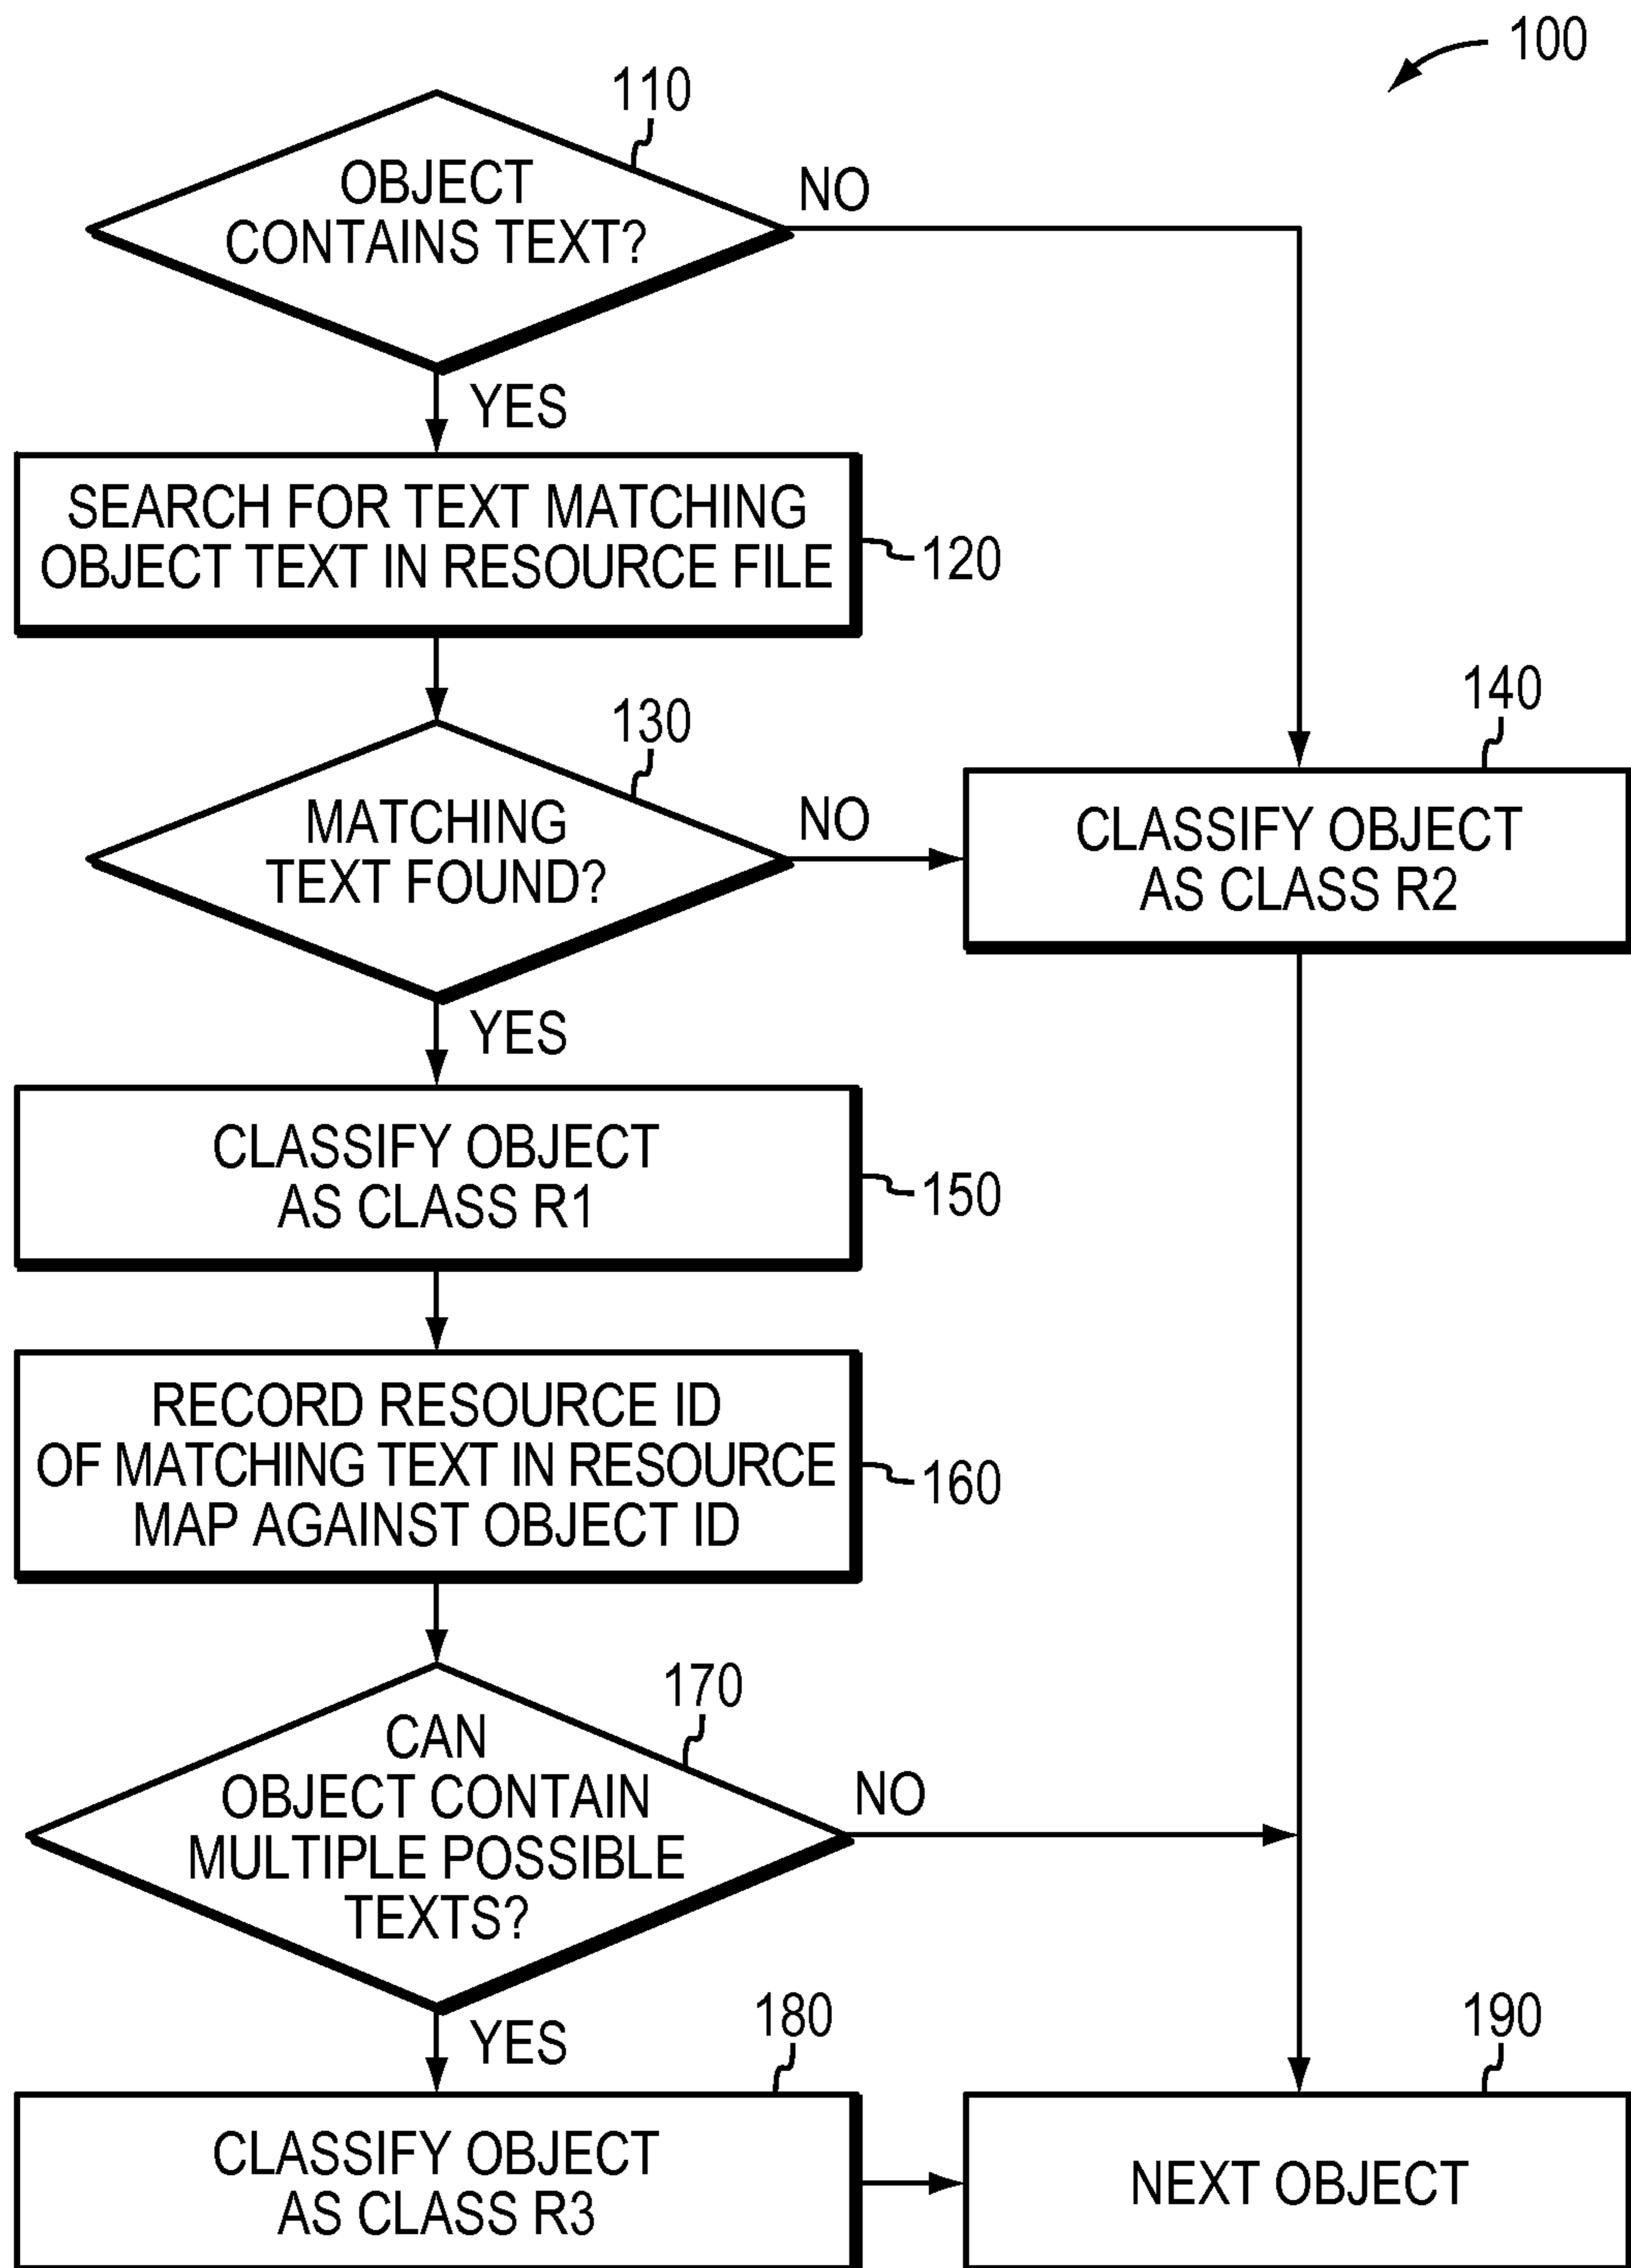 100
110
OBJECT
CONTAINS TEXT?
NO
YES
SEARCH FOR TEXT MATCHING
OBJECT TEXT IN RESOURCE FILE
120
130
MATCHING
TEXT FOUND?
NO
140
CLASSIFY OBJECT
AS CLASS R2
YES
CLASSIFY OBJECT
AS CLASS R1
150
RECORD RESOURCE ID
OF MATCHING TEXT IN RESOURCE
MAP AGAINST OBJECT ID
160
170
CAN
OBJECT CONTAIN
MULTIPLE POSSIBLE
TEXTS?
NO
YES
180
CLASSIFY OBJECT
AS CLASS R3
190
NEXT OBJECT